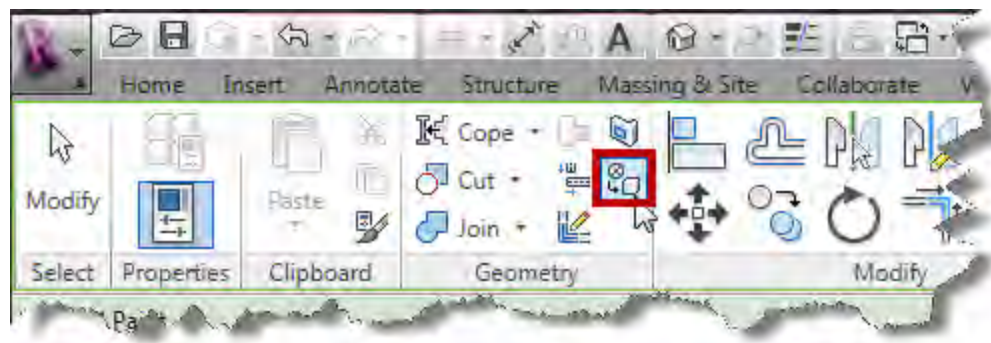 Home Insert Annotate Structure Massing & Site Collaborate
Cope
Modify Paste Cut
Join
Select Properties Clipboard Geometry Modify